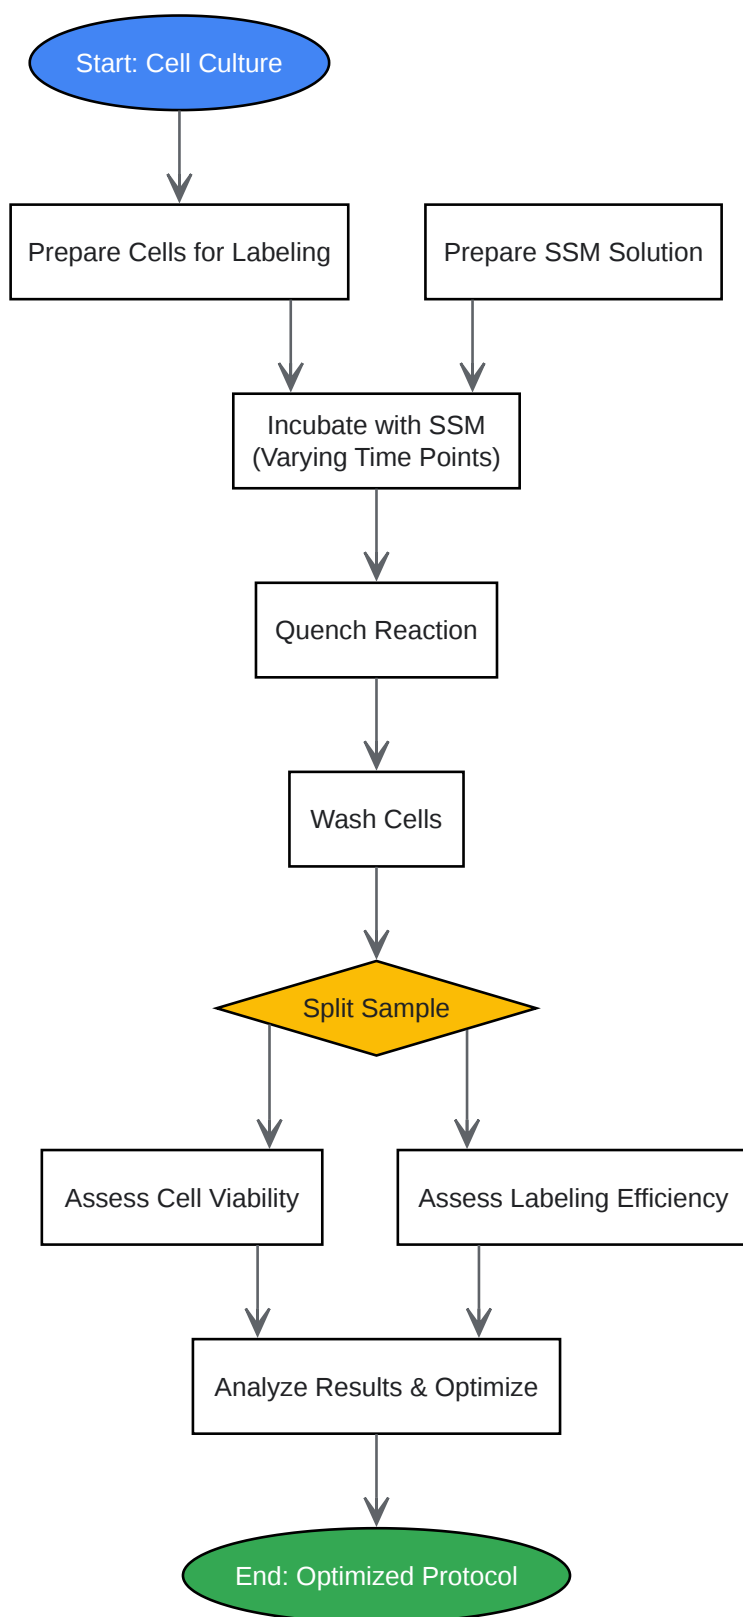 Start: Cell Culture
Prepare Cells for Labeling
Prepare SSM Solution
Incubate with SSM
(Varying Time Points)
Quench Reaction
Wash Cells
Split Sample
Assess Cell Viability
Assess Labeling Efficiency
Analyze Results & Optimize
End: Optimized Protocol